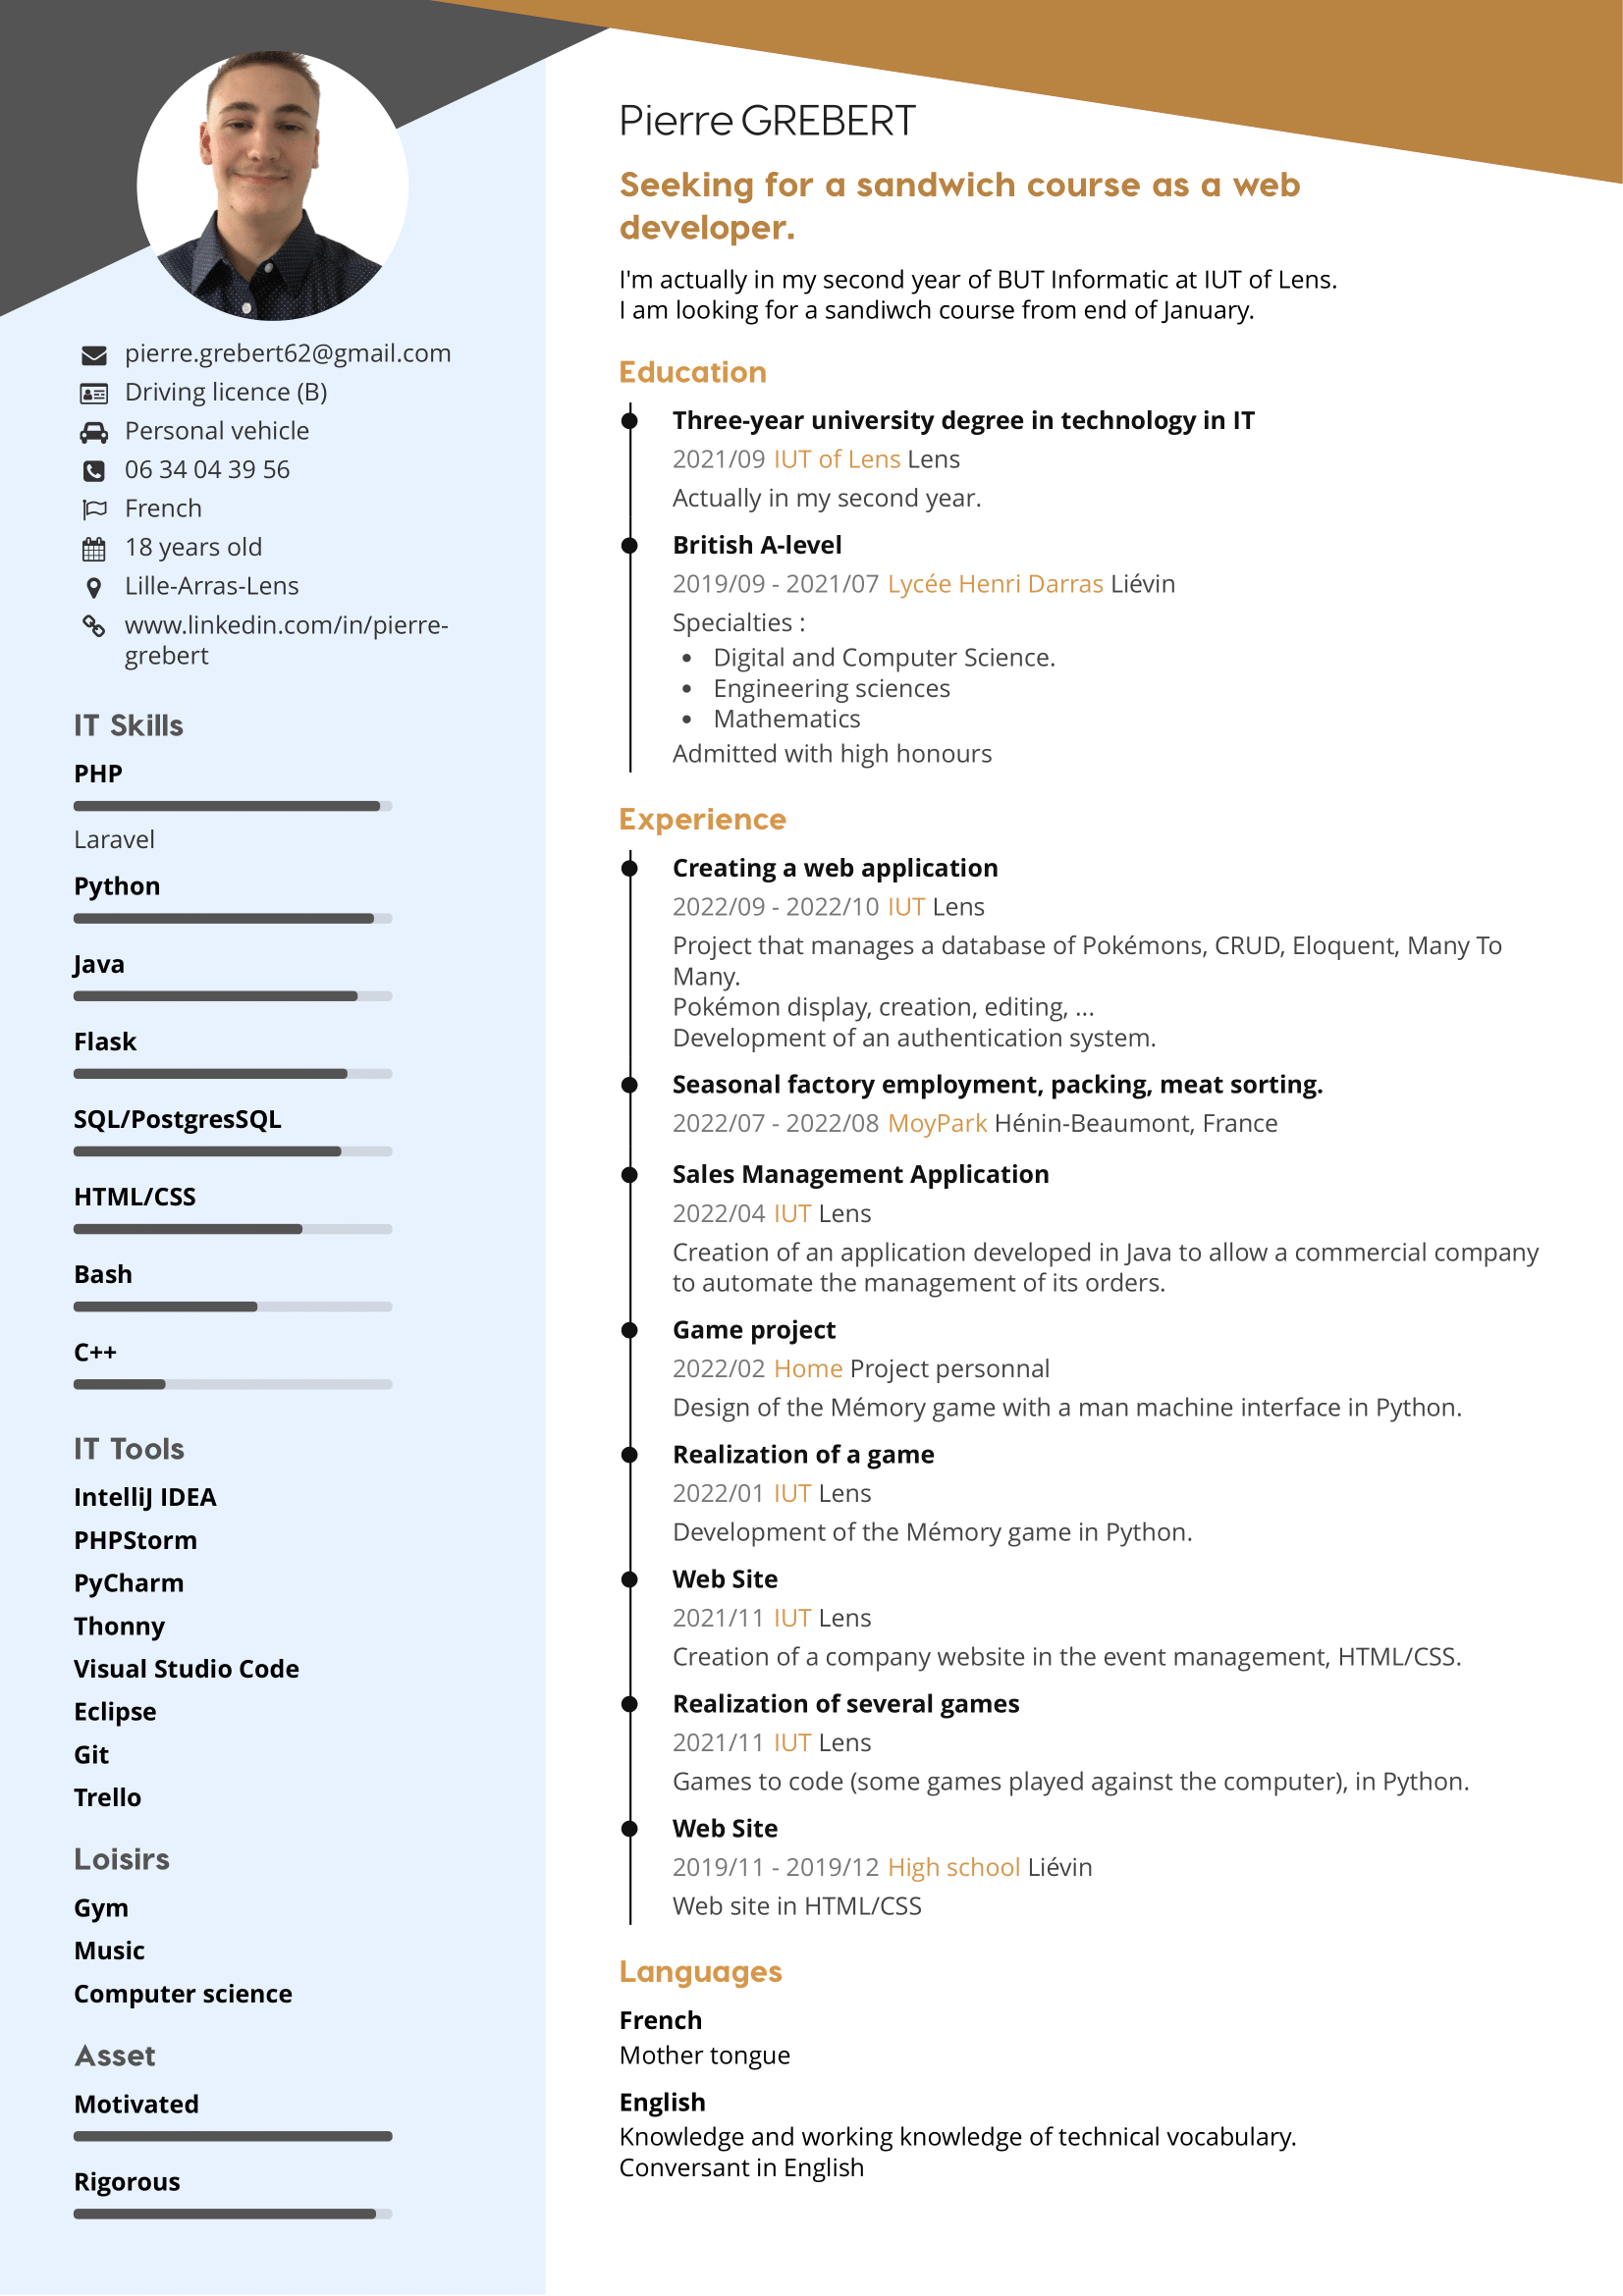 Pierre GREBERT
Seeking for a sandwich course as a web
developer.
I'm actually in my second year of BUT Informatic at IUT of Lens.
I am looking for a sandiwch course from end of January.
pierre.grebert62@gmail.com
Driving licence (B)
Personal vehicle
06 34 04 39 56
French
18 years old
Lille-Arras-Lens
www.linkedin.com/in/pierre-
grebert
IT Skills
PHP
Laravel
Python
Java
Flask
SQL/PostgresSQL
HTML/CSS
Bash
C++
IT Tools
IntelliJ IDEA
PHPStorm
PyCharm
Thonny
Visual Studio Code
Eclipse
Git
Trello
Loisirs
Gym
Music
Computer science
Asset
Motivated
Rigorous
Education
Three-year university degree in technology in IT
2021/09 IUT of Lens Lens
Actually in my second year.
British A-level
2019/09 - 2021/07 Lycée Henri Darras Liévin
Specialties :
• Digital and Computer Science.
• Engineering sciences
• Mathematics
Admitted with high honours
Experience
Creating a web application
2022/09 - 2022/10 IUT Lens
Project that manages a database of Pokémons, CRUD, Eloquent, Many To
Many.
Pokémon display, creation, editing, ...
Development of an authentication system.
Seasonal factory employment, packing, meat sorting.
2022/07 - 2022/08 MoyPark Hénin-Beaumont, France
Sales Management Application
2022/04 IUT Lens
Creation of an application developed in Java to allow a commercial company
to automate the management of its orders.
Game project
2022/02 Home Project personnal
Design of the Mémory game with a man machine interface in Python.
Realization of a game
2022/01 IUT Lens
Development of the Mémory game in Python.
Web Site
2021/11 IUT Lens
Creation of a company website in the event management, HTML/CSS.
Realization of several games
2021/11 IUT Lens
Games to code (some games played against the computer), in Python.
Web Site
2019/11 - 2019/12 High school Liévin
Web site in HTML/CSS
Languages
French
Mother tongue
English
Knowledge and working knowledge of technical vocabulary.
Conversant in English